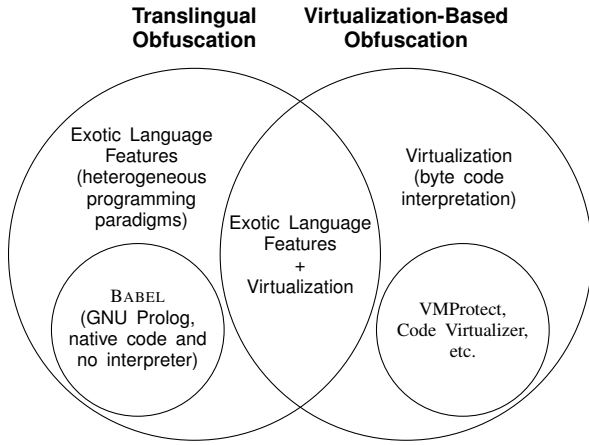 Translingual
Obfuscation
Virtualization-Based
Obfuscation
Exotic Language
Features
(heterogeneous
programming
paradigms)
Virtualization
(byte code
interpretation)
Exotic Language
Features
+
Virtualization
BABEL
(GNU Prolog,
native code and
no interpreter)
VMProtect,
Code Virtualizer,
etc.